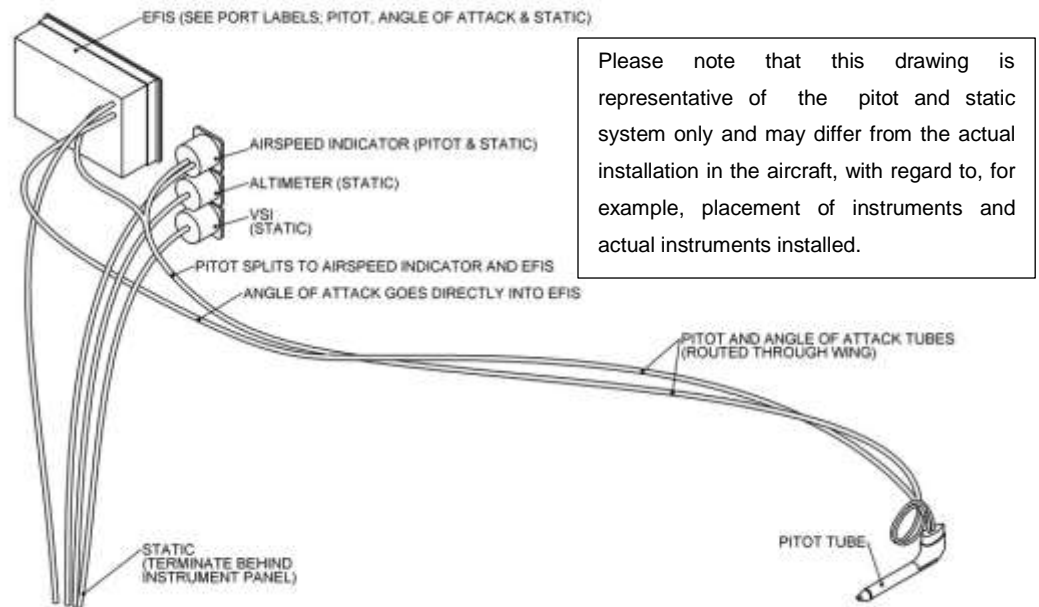 EFIS (SEE PORT LABELS; PITOT, ANGLE OF ATTACK & STATIC)
Please note that this drawing is
representative of the pitot and static
system only and may differ from the actual
installation in the aircraft, with regard to, for
example, placement of instruments and
actual instruments installed.
AIRSPEED INDICATOR (PITOT & STATIC)
ALTIMETER (STATIC)
VSI
(STATIC)
PITOT SPLITS TO AIRSPEED INDICATOR AND EFIS
ANGLE OF ATTACK GOES DIRECTLY INTO EFIS
PITOT AND ANGLE OF ATTACK TUBES
(ROUTED THROUGH WING)
STATIC
(TERMINATE BEHIND
INSTRUMENT PANEL)
PITOT TUBE